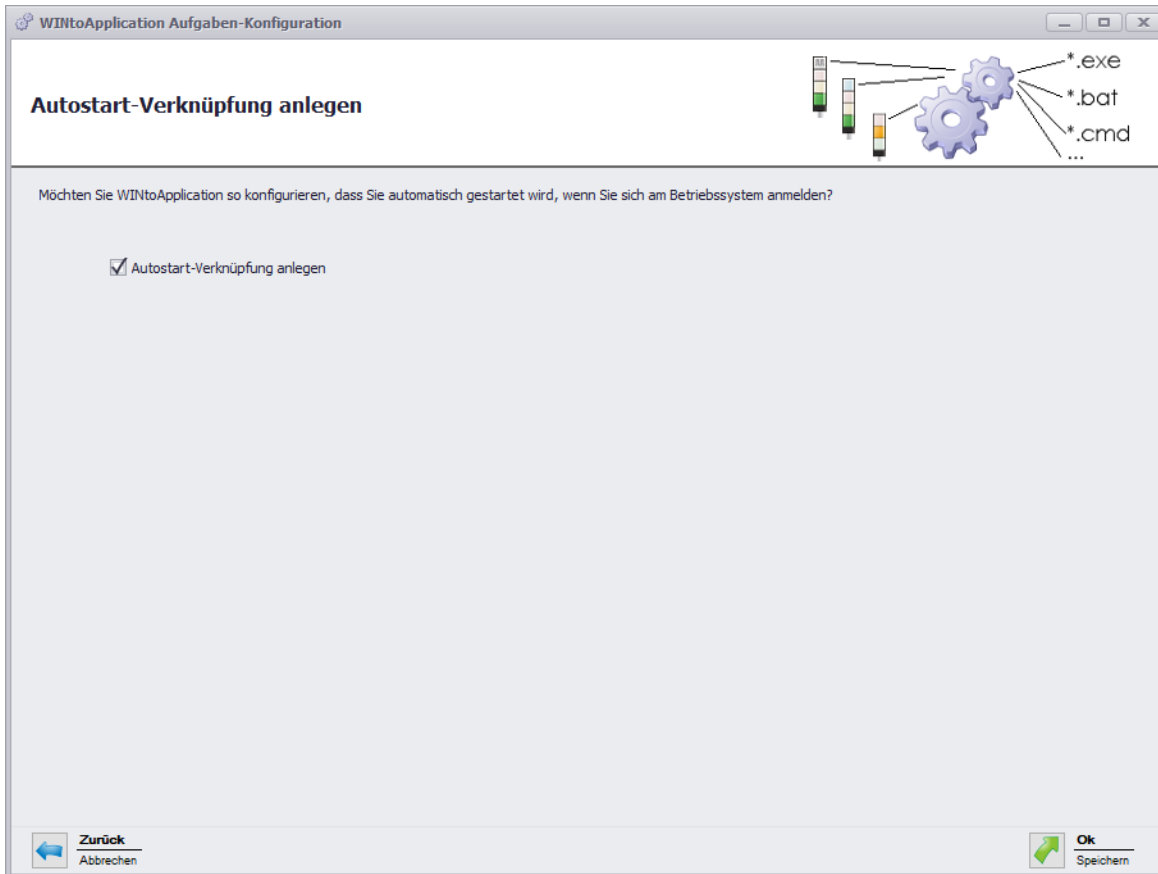 WINtoApplication Aufgaben-Konfiguration
Autostart-Verknüpfung anlegen
*.exe
*.bat
*.cmd
...
Möchten Sie WINtoApplication so konfigurieren, dass Sie automatisch gestartet wird, wenn Sie sich am Betriebssystem anmelden?
Autostart-Verknüpfung anlegen
Zurück
Abbrechen
Ok
Speichern